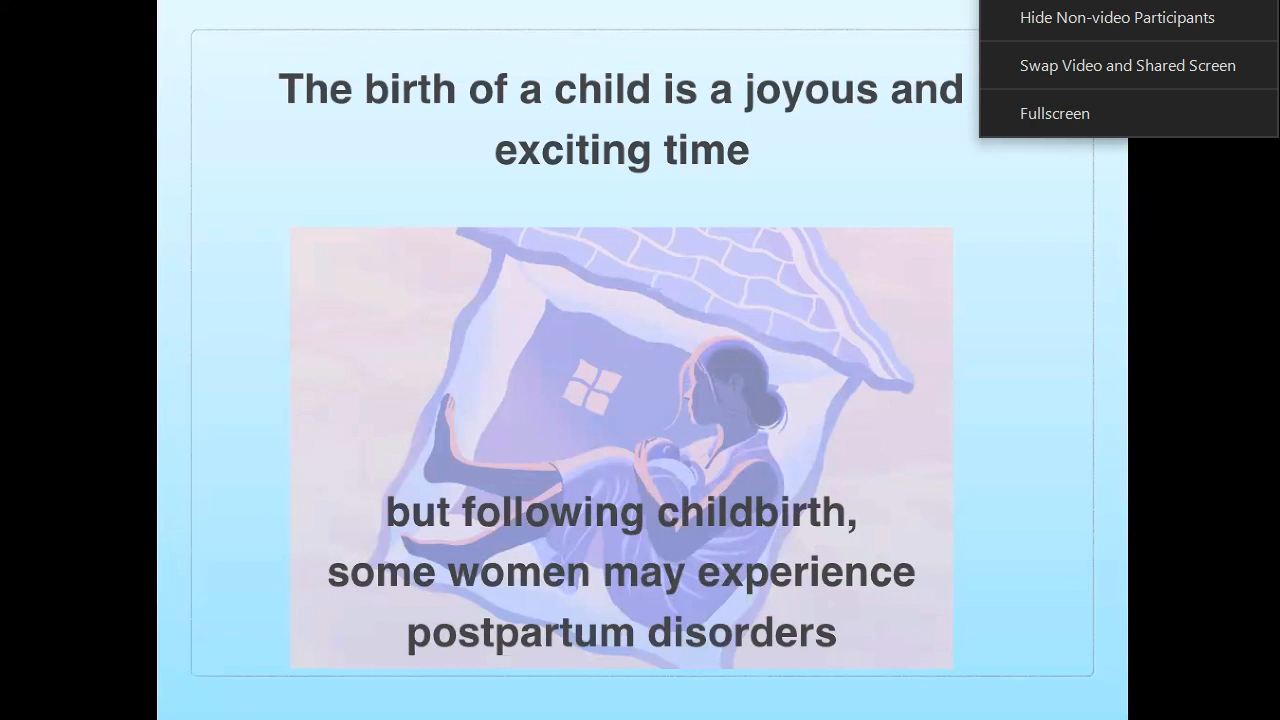 Hide Non-video Participants
Swap Video and Shared Screen
Fullscreen
The birth of a child is a joyous and
exciting time
but following childbirth,
some women may experience
postpartum disorders